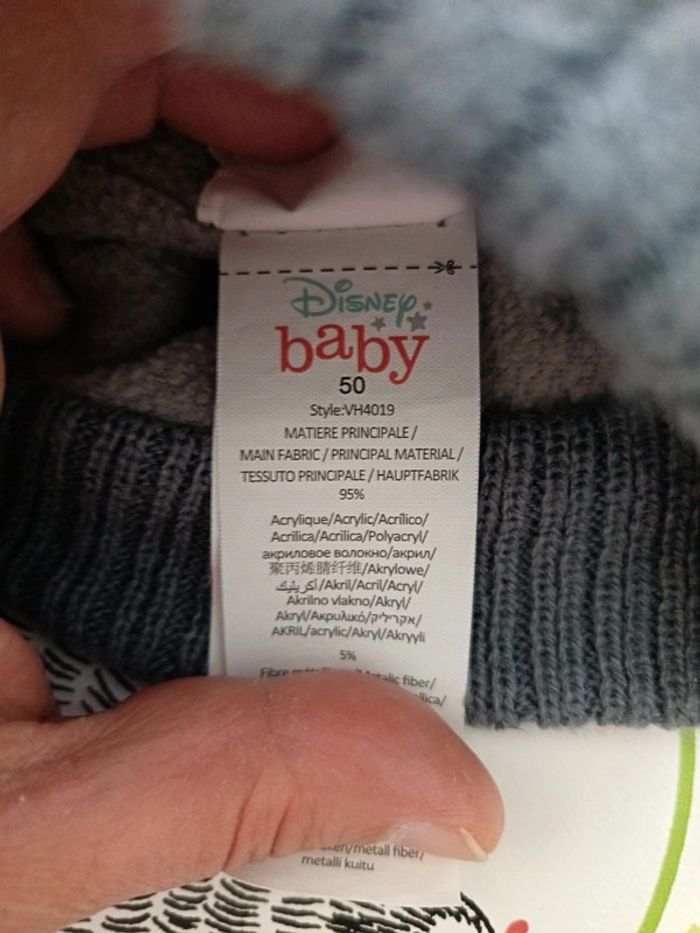 Disney
baby
50
Style:VH4019
MATIERE PRINCIPALE /
MAIN FABRIC / PRINCIPAL MATERIAL /
TESSUTO PRINCIPALE / HAUPTFABRIK
95%
Acrylique/Acrylic/Acrílico/
Acrílica/Acrilica/Polyacryl/
акриловое волокно/акрил/
聚丙烯腈纤维/Akrylowe/
أكريليك/Akril/Acril/Acryl/
Akrilno vlakno/Akryl/
Akryl/Ακρυλικό/אקריליק/
AKRIL/acrylic/Akryl/Akryyli
5%
Fibre fiber/
metall fiber/
metalli kuitu